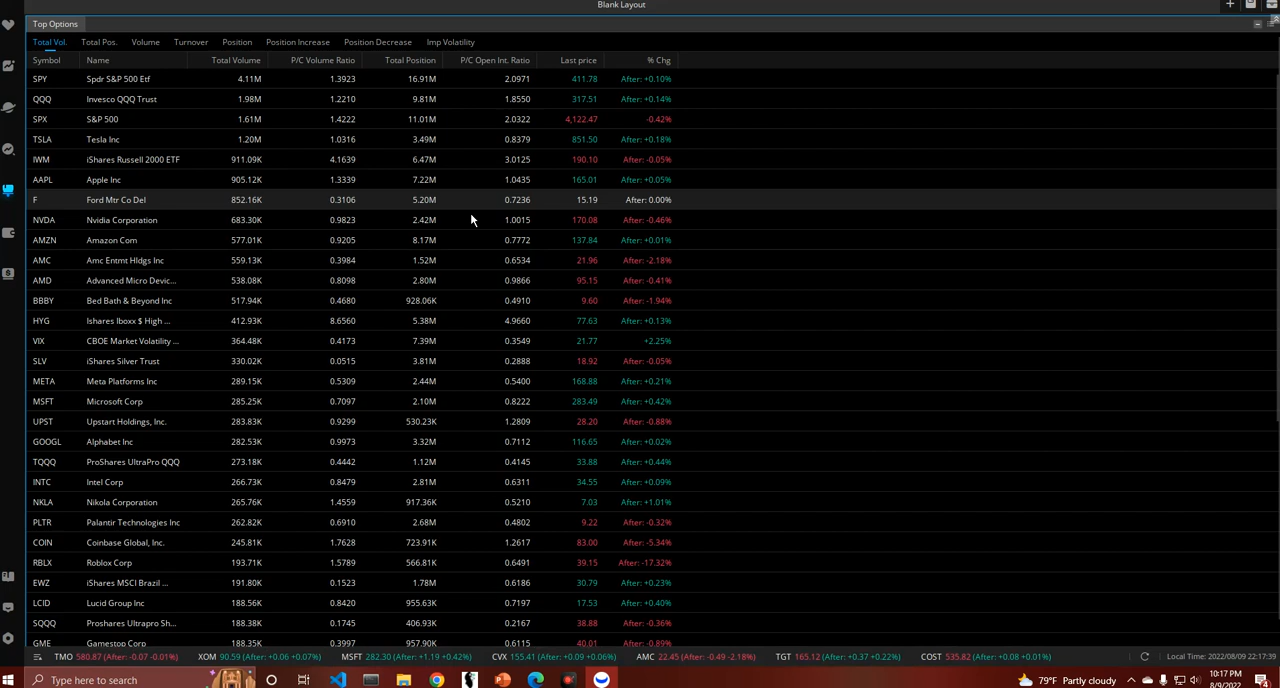 Blank Layout
Top Options
Total Vol. Total Pos. Volume Turnover Position Position Increase Position Decrease Imp Volatility
Symbol Name Total Volume P/C Volume Ratio Total Position P/C Open Int. Ratio Last price % Chg
SPY Spdr S&P 500 Etf 4.11M 1.3923 16.91M 2.0971 411.78 After: +0.10%
QQQ Invesco QQQ Trust 1.98M 1.2210 9.81M 1.8550 317.51 After: +0.14%
SPX S&P 500 1.61M 1.4222 11.01M 2.0322 4,122.47 -0.42%
TSLA Tesla Inc 1.20M 1.0316 3.49M 0.8379 851.50 After: +0.18%
IWM iShares Russell 2000 ETF 911.09K 4.1639 6.47M 3.0125 190.10 After: -0.05%
AAPL Apple Inc 905.12K 1.3339 7.22M 1.0435 165.01 After: +0.05%
F Ford Mtr Co Del 852.16K 0.3106 5.20M 0.7236 15.19 After: 0.00%
NVDA Nvidia Corporation 683.30K 0.9823 2.42M 1.0015 170.08 After: -0.46%
AMZN Amazon Com 577.01K 0.9205 8.17M 0.7772 137.84 After: +0.01%
AMC Amc Entmt Hldgs Inc 559.13K 0.3984 1.52M 0.6534 21.96 After: -2.18%
AMD Advanced Micro Devic... 538.08K 0.8098 2.80M 0.9866 95.15 After: -0.41%
BBBY Bed Bath & Beyond Inc 517.94K 0.4680 928.06K 0.4910 9.60 After: -1.94%
HYG Ishares Iboxx $ High ... 412.93K 8.6560 5.38M 4.9660 77.63 After: +0.13%
VIX CBOE Market Volatility ... 364.48K 0.4173 7.39M 0.3549 21.77 +2.25%
SLV iShares Silver Trust 330.02K 0.0515 3.81M 0.2888 18.92 After: -0.05%
META Meta Platforms Inc 289.15K 0.5309 2.44M 0.5400 168.88 After: +0.21%
MSFT Microsoft Corp 285.25K 0.7097 2.10M 0.8222 283.49 After: +0.42%
UPST Upstart Holdings, Inc. 283.83K 0.9299 530.23K 1.2809 28.20 After: -0.88%
GOOGL Alphabet Inc 282.53K 0.9973 3.32M 0.7112 116.65 After: +0.02%
TQQQ ProShares UltraPro QQQ 273.18K 0.4442 1.12M 0.4145 33.88 After: +0.44%
INTC Intel Corp 266.73K 0.8479 2.81M 0.6311 34.55 After: +0.09%
NKLA Nikola Corporation 265.76K 1.4559 917.36K 0.5210 7.03 After: +1.01%
PLTR Palantir Technologies Inc 262.82K 0.6910 2.68M 0.4802 9.22 After: -0.32%
COIN Coinbase Global, Inc. 245.81K 1.7628 723.91K 1.2617 83.00 After: -5.34%
RBLX Roblox Corp 193.71K 1.5789 566.81K 0.6491 39.15 After: -17.32%
EWZ iShares MSCI Brazil ... 191.80K 0.1523 1.78M 0.6186 30.79 After: +0.23%
LCID Lucid Group Inc 188.56K 0.8420 955.63K 0.7197 17.53 After: +0.40%
SQQQ Proshares Ultrapro Sh... 188.38K 0.1745 406.93K 0.2167 38.88 After: -0.36%
GME Gamestop Corp 188.35K 0.3997 957.90K 0.6115 40.01 After: -0.89%
TMO 580.87 (After: -0.07 -0.01%) XOM 90.59 (After: +0.06 +0.07%) MSFT 282.30 (After: +1.19 +0.42%) CVX 155.41 (After: +0.09 +0.06%) AMC 22.45 (After: -0.49 -2.18%) TGT 165.12 (After: +0.37 +0.22%) COST 535.82 (After: +0.08 +0.01%) Local Time: 2022/08/09 22:17:39
Type here to search 79°F Partly cloudy 10:17 PM
8/9/2022 4